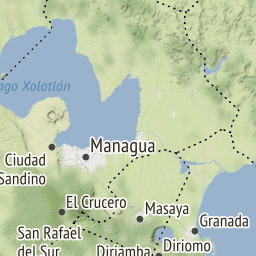 ago Xolotlán
Managua
Ciudad
Sandino
El Crucero
Masaya
San Rafael
del Sur
Granada
Diriamba
Diriomo